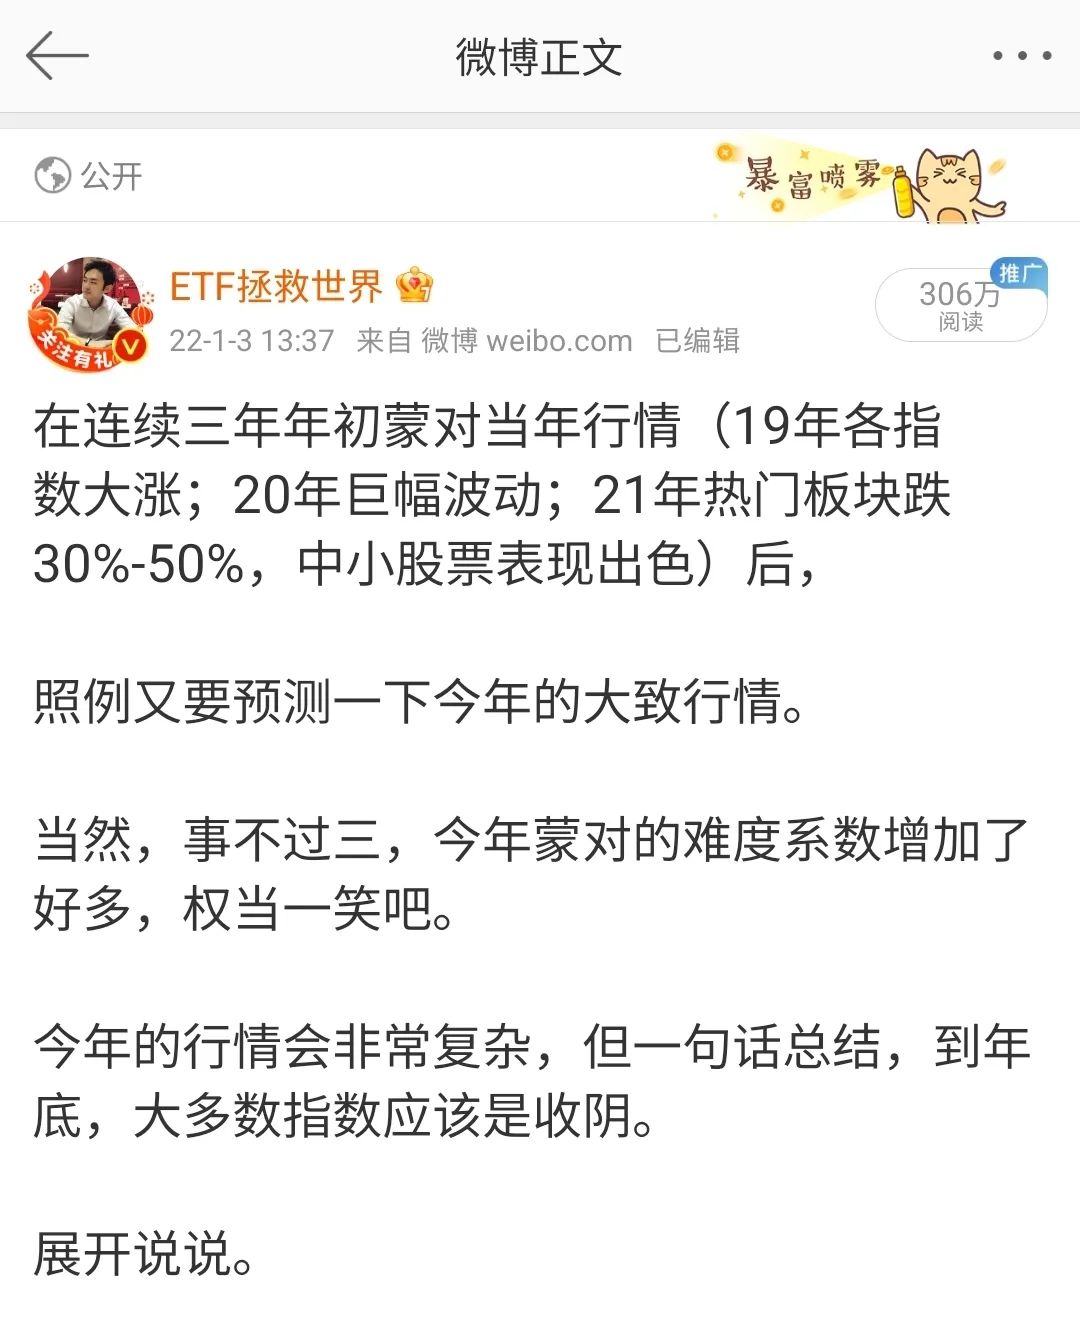 微博正文
公开
暴富喷雾
ETF拯救世界
推广
306万
阅读
22-1-3 13:37 来自 微博 weibo.com 已编辑
关注有礼
V
在连续三年年初蒙对当年行情（19年各指
数大涨；20年巨幅波动；21年热门板块跌
30%-50%，中小股票表现出色）后，
照例又要预测一下今年的大致行情。
当然，事不过三，今年蒙对的难度系数增加了
好多，权当一笑吧。
今年的行情会非常复杂，但一句话总结，到年
底，大多数指数应该是收阴。
展开说说。